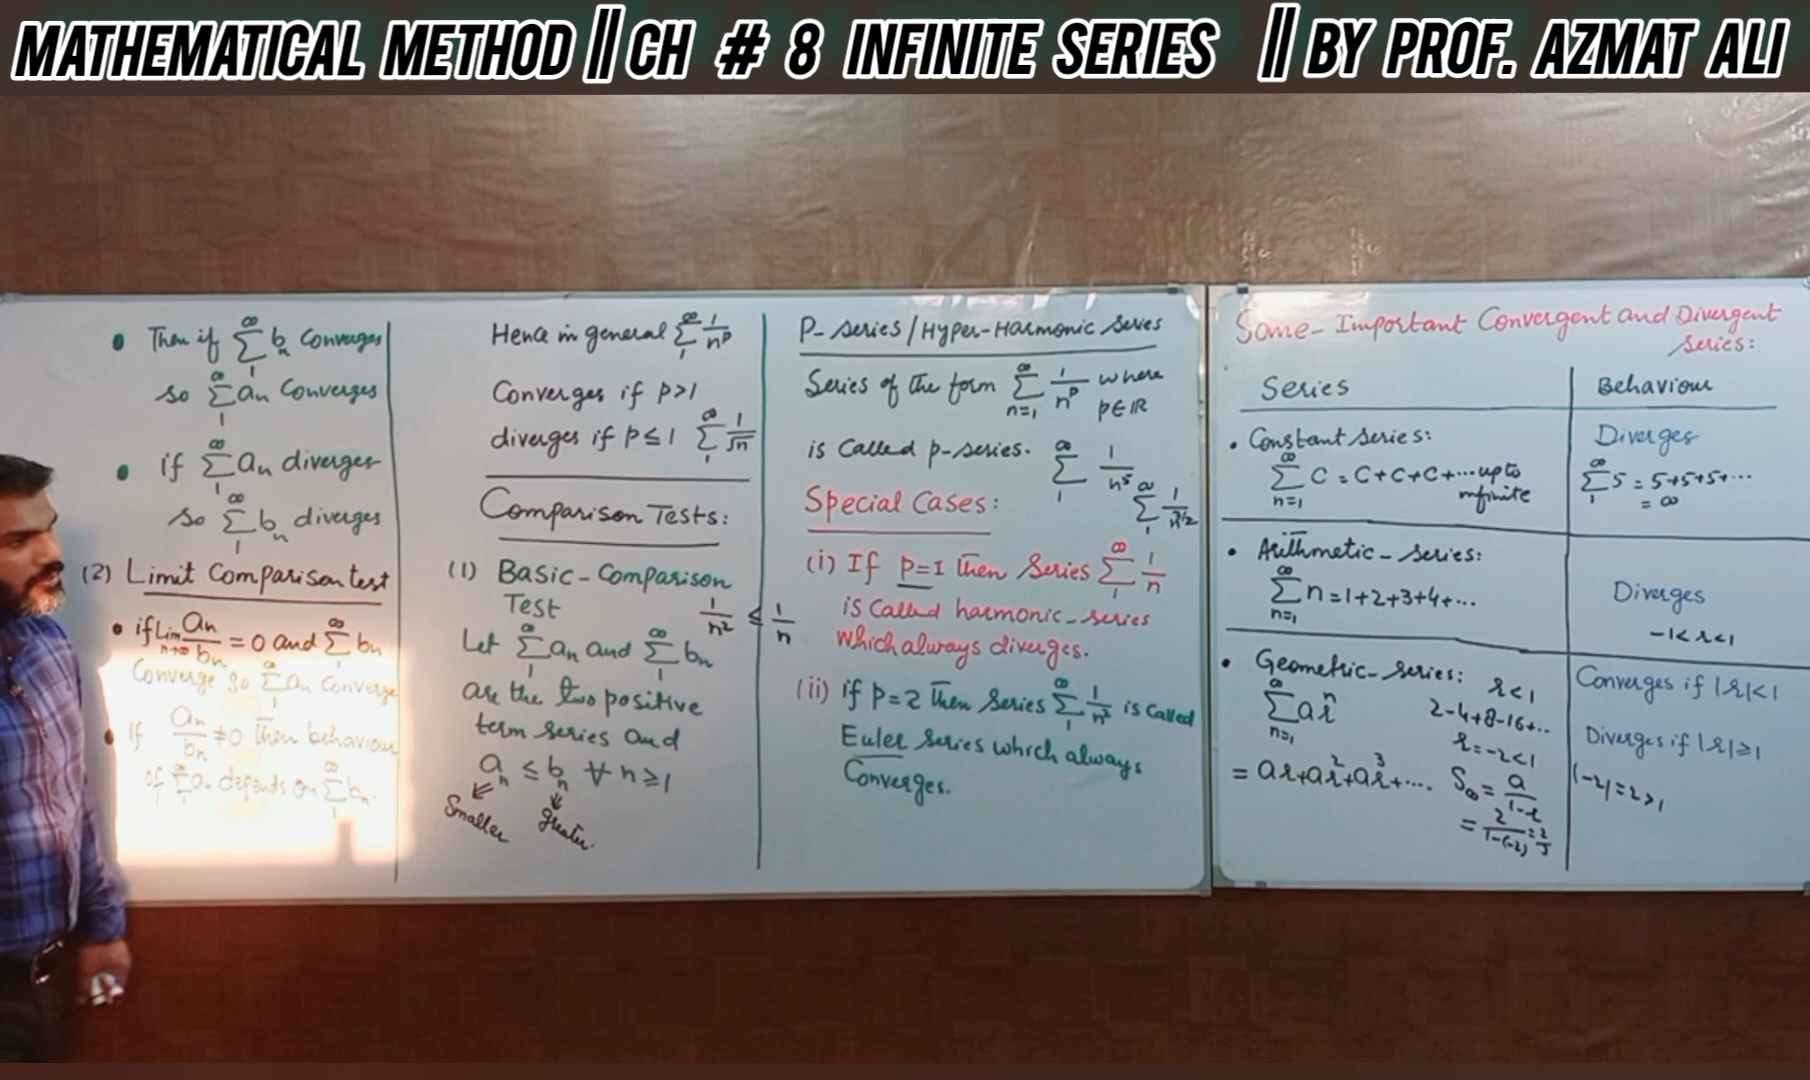 MATHEMATICAL METHOD || CH # 8 INFINITE SERIES || BY PROF. AZMAT ALI
Some-Important Convergent and Divergent
Series:
Series
Behaviour
• Constant Series:
Diverges
∞∑n=1 C = C+C+C+... upto
infinite
∞∑1 5 = 5+5+5+...
= ∞
• Arithmetic-Series:
∞∑n=1 n = 1+2+3+4+...
Diverges
-1<r<1
• Geometric-Series:
r<1
Converges if |r|<1
∞∑n=1 ar^n
2-4+8-16+..
r=-2<1
Diverges if |r|≥1
= ar+ar²+ar³+....
S∞ = a/1-r
|-2|=2>1
= 2/1-(-2) = 2/3
P-Series/Hyper-Harmonic Series
Series of the form ∞∑n=1 1/n^p where
p∈IR
is called p-series. ∞∑1 1/n^5
∞∑1 1/n^1/2
Special Cases:
(i) If p=1 Then Series ∞∑1 1/n
is called harmonic-series
which always diverges.
(ii) if p=2 Then Series ∞∑1 1/n² is called
Euler Series which always
Converges.
Hence in general ∞∑1 1/n^p
Converges if p>1
diverges if p≤1 ∞∑1 1/√n
Comparison Tests:
(1) Basic-Comparison
Test
1/n² ≤ 1/n
Let ∞∑1 an and ∞∑1 bn
are the two positive
term series and
an ≤ bn ∀ n≥1
Smaller
greater.
• Then if ∞∑1 bn Converges
so ∞∑1 an Converges
• if ∞∑1 an diverges
so ∞∑1 bn diverges
(2) Limit Comparison test
• if Lim n→∞ an/bn = 0 and ∞∑1 bn
Converge so ∞∑1 an Converge
• If an/bn ≠0 Then behaviour
of ∞∑1 an depends on ∞∑1 bn.